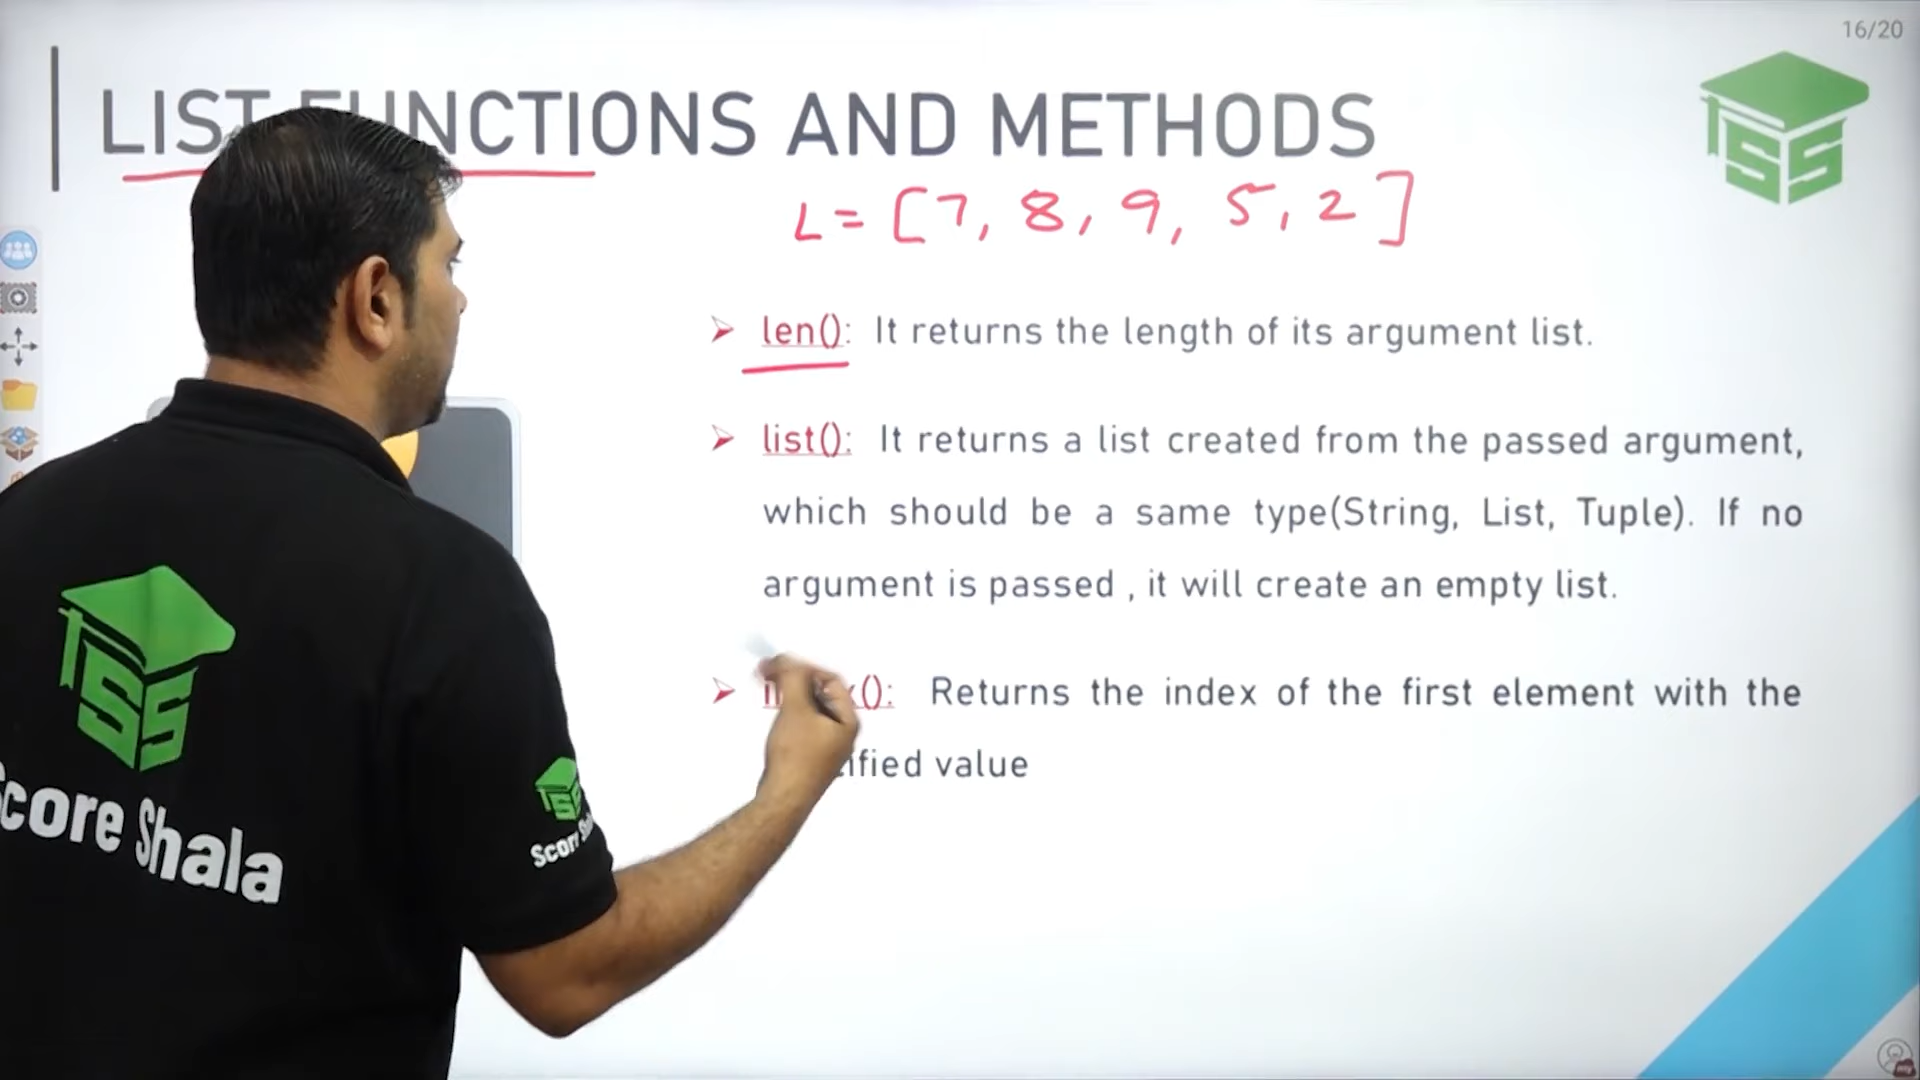 16/20
LIST FUNCTIONS AND METHODS
SS
L = [7, 8, 9, 5, 2]
➤ len(): It returns the length of its argument list.
➤ list(): It returns a list created from the passed argument,
which should be a same type(String, List, Tuple). If no
argument is passed , it will create an empty list.
➤ Returns the index of the first element with the
value
SS
Score Shala
SS